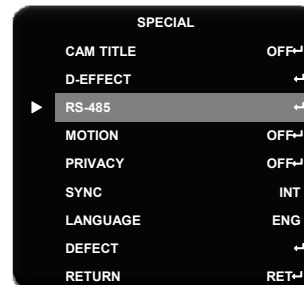 SPECIAL
CAM TITLE OFF↵
D-EFFECT ↵
RS-485 ↵
MOTION OFF↵
PRIVACY OFF↵
SYNC INT
LANGUAGE ENG
DEFECT ↵
RETURN RET↵